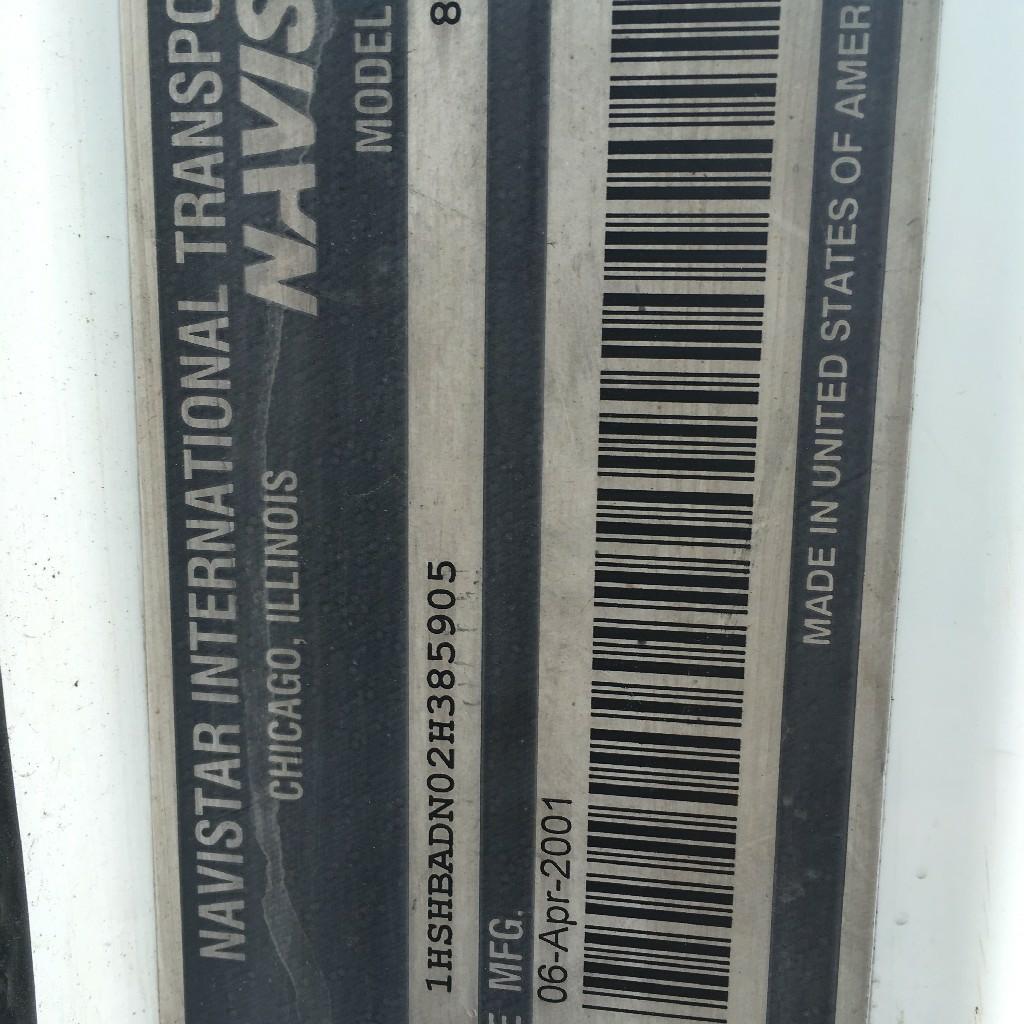 NAVISTAR INTERNATIONAL TRANSPO
CHICAGO, ILLINOIS
NAVIS
MODEL
1HSHBADN02H385905
8
E MFG.
06-Apr-2001
MADE IN UNITED STATES OF AMER